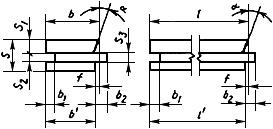 b α l α
S₁ S₃
S
S₂ f f
b₁ b₂ b₁ b₂
b' l'